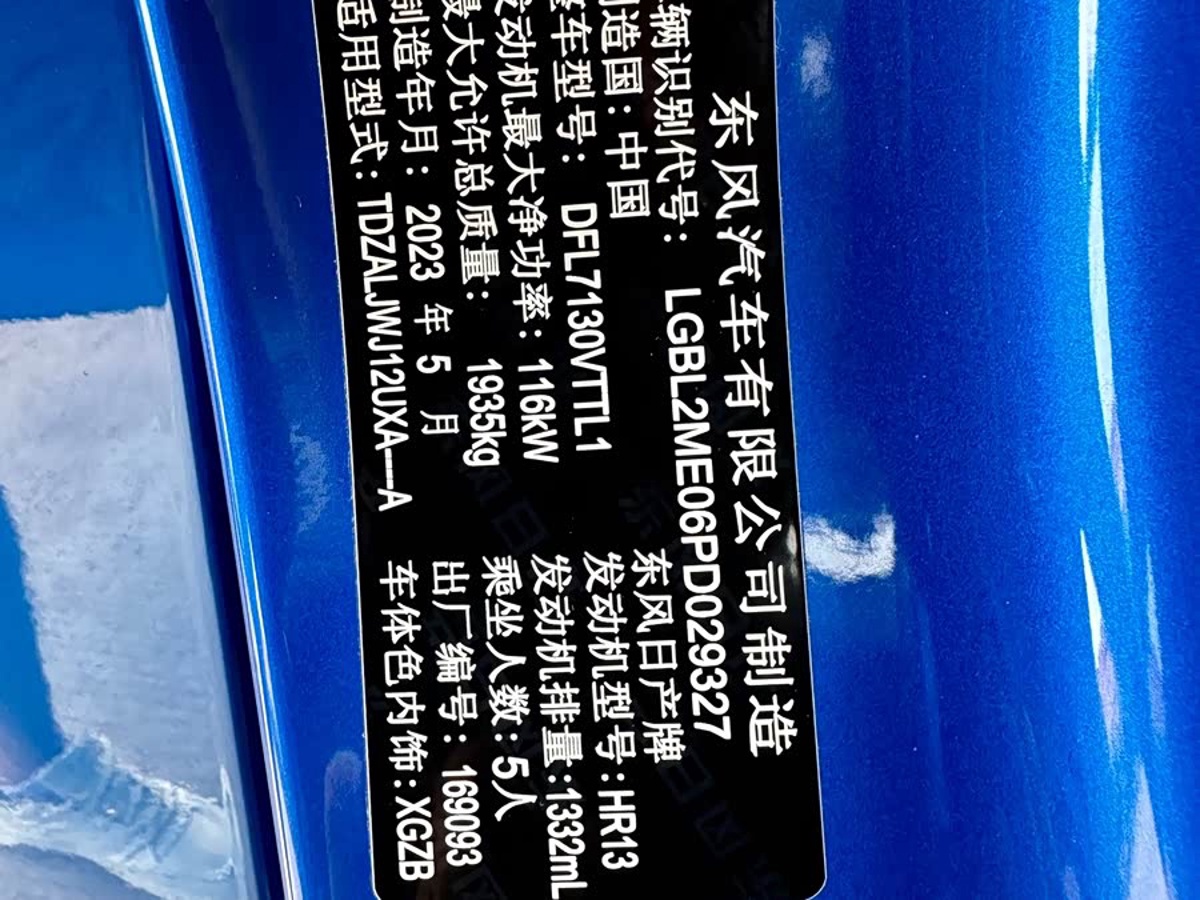 东风汽车有限公司制造
辆识别代号: LGBL2ME06PD029327
造国:中国 东风日产牌
车型号: DFL7130VTTL1 发动机型号:HR13
发动机最大净功率:116kW 发动机排量:1332mL
最大允许总质量: 1935kg 乘坐人数:5人
制造年月: 2023 年 5 月 出厂编号: 169093
适用型式: TDZALJWJ12UXA----A 车体色内饰:XGZB